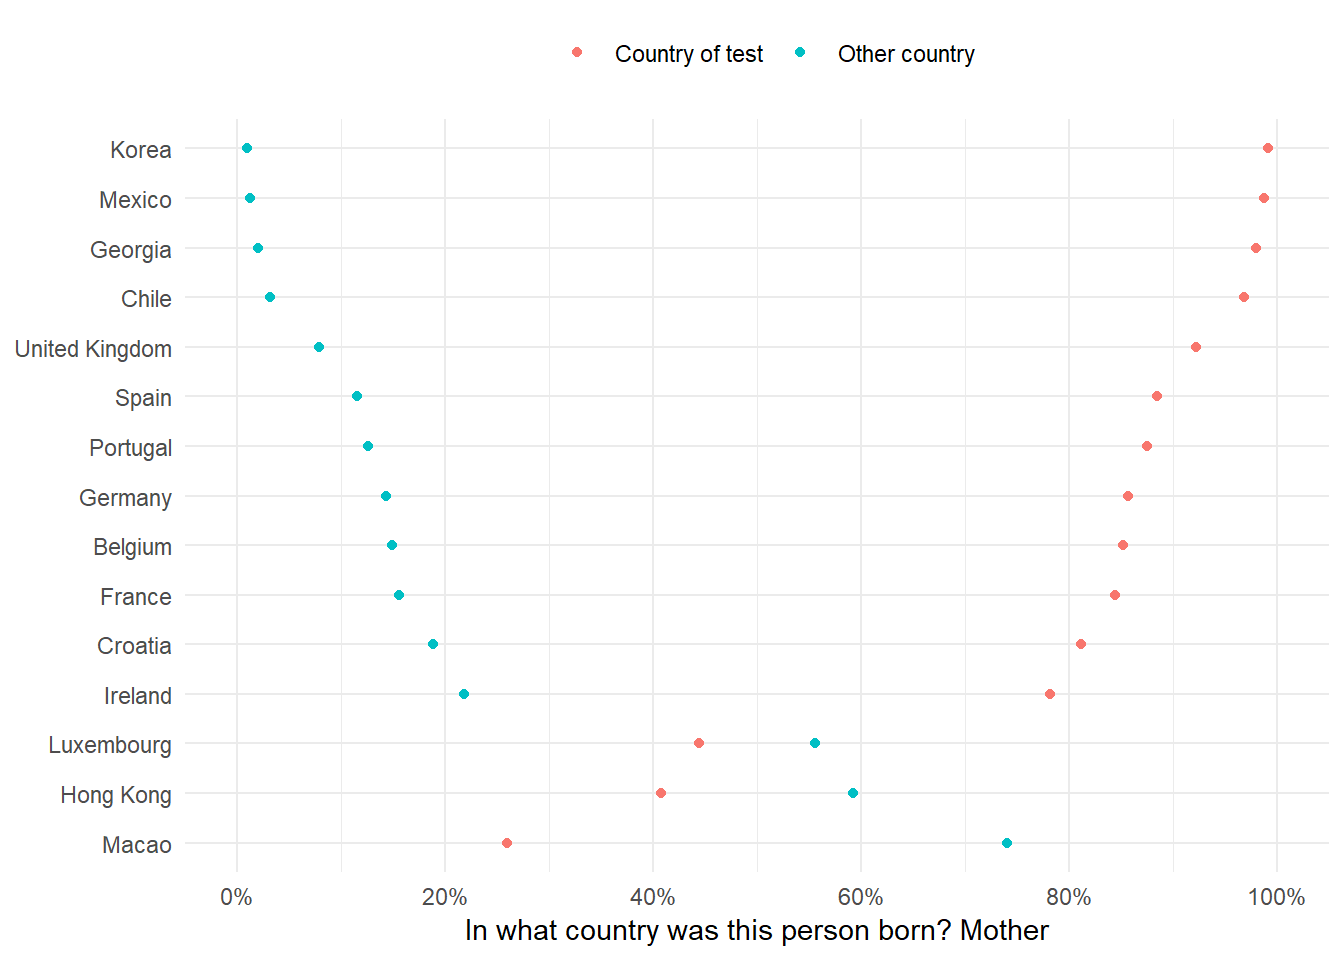 Country of test Other country
Korea
Mexico
Georgia
Chile
United Kingdom
Spain
Portugal
Germany
Belgium
France
Croatia
Ireland
Luxembourg
Hong Kong
Macao
0% 20% 40% 60% 80% 100%
In what country was this person born? Mother